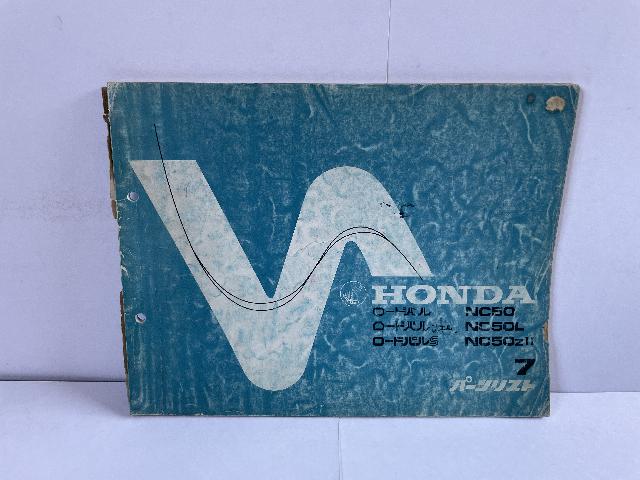 HONDA
ロードパル NC50
ロードパル NC50L
ロードパルS NC50ZII
7
パーツリスト